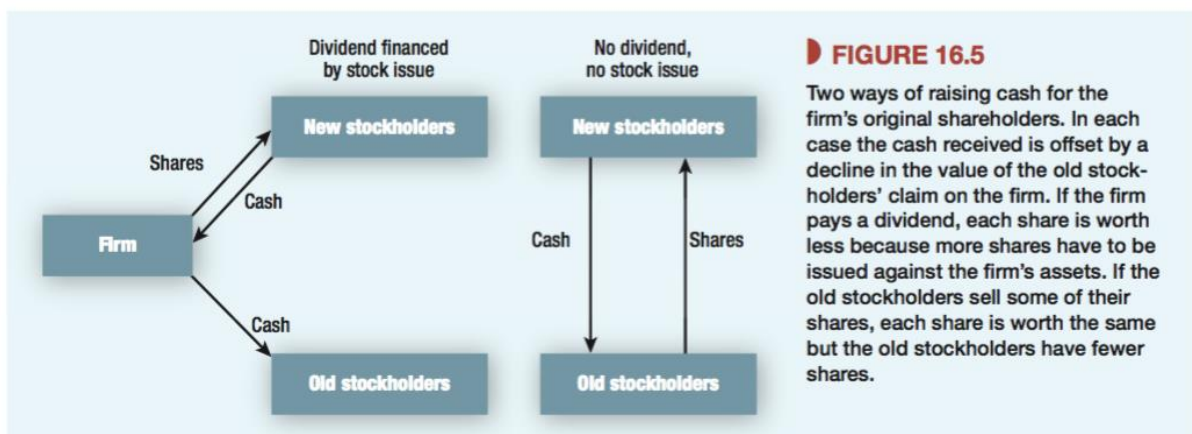 Dividend financed
by stock issue
New stockholders
Shares
Cash
Firm
Cash
Old stockholders
No dividend,
no stock issue
New stockholders
Cash
Shares
Old stockholders
FIGURE 16.5
Two ways of raising cash for the
firm's original shareholders. In each
case the cash received is offset by a
decline in the value of the old stock-
holders' claim on the firm. If the firm
pays a dividend, each share is worth
less because more shares have to be
issued against the firm's assets. If the
old stockholders sell some of their
shares, each share is worth the same
but the old stockholders have fewer
shares.